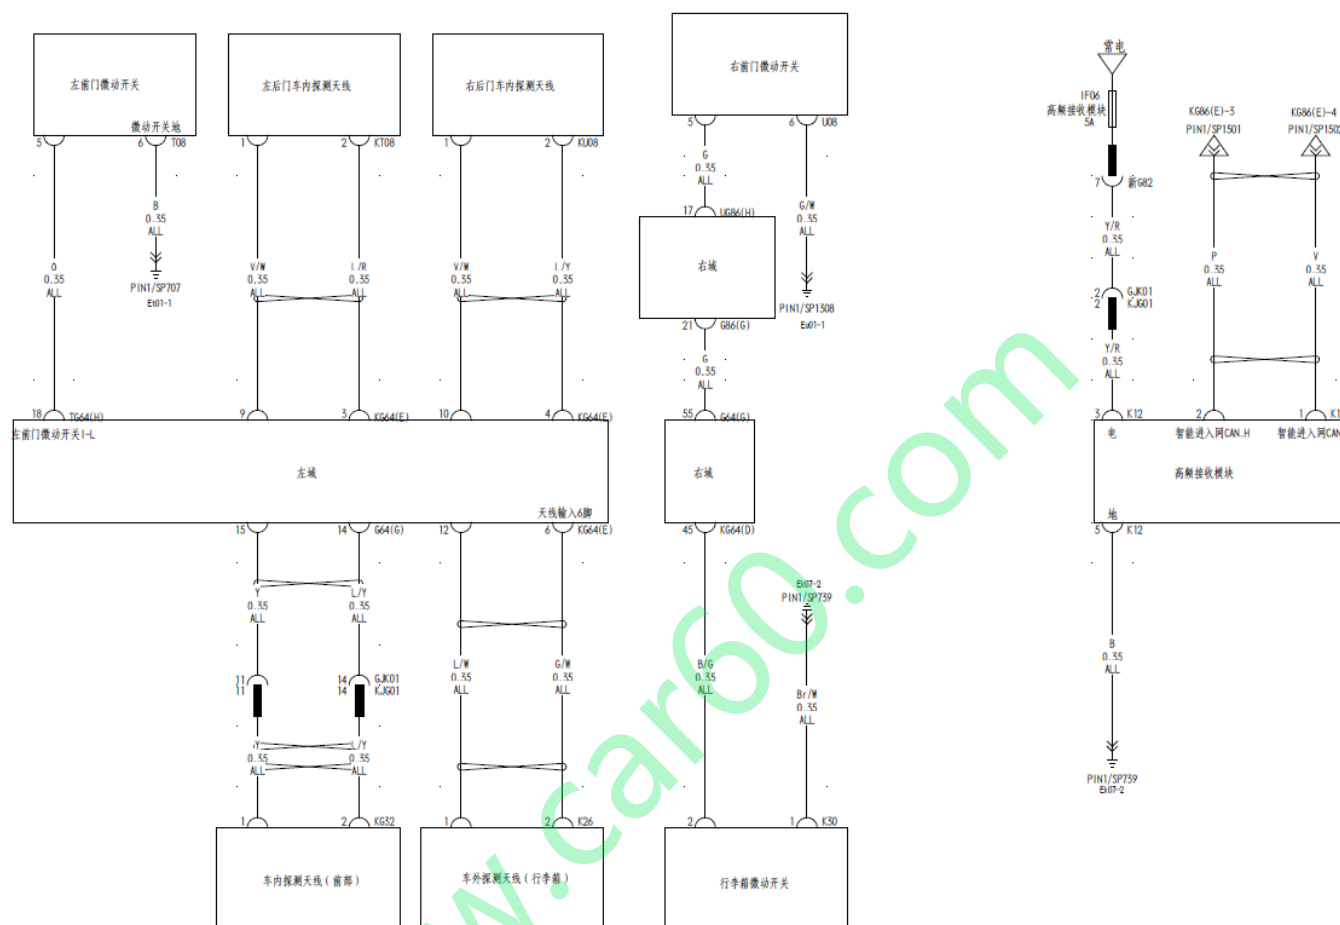 左前门微动开关
微动开关地
5
6
T08
B
0.35
ALL
PIN1/SP707
Et01-1
O
0.35
ALL
18
TG64(H)
左后门车内探测天线
1
2
KT08
V/W
0.35
ALL
L/R
0.35
ALL
9
3
KG64(E)
右后门车内探测天线
1
2
KU08
V/W
0.35
ALL
L/Y
0.35
ALL
10
4
KG64(E)
右前门微动开关
5
6
U08
G
0.35
ALL
17
UG86(H)
右域
21
G86(G)
G
0.35
ALL
55
G64(G)
G/W
0.35
ALL
PIN1/SP1308
Eu01-1
常电
IF06
高频接收模块
5A
7
新G82
Y/R
0.35
ALL
2
GJK01
2
KJG01
Y/R
0.35
ALL
3
K12
KG86(E)-3
PIN1/SP1501
P
0.35
ALL
2
KG86(E)-4
PIN1/SP1502
V
0.35
ALL
1
K1
左前门微动开关I-L
左域
天线输入6脚
右域
电
智能进入网CAN.H
智能进入网CAN
高频接收模块
地
15
14
G64(G)
Y
0.35
ALL
L/Y
0.35
ALL
11
11
14
GJK01
14
KJG01
Y
0.35
ALL
L/Y
0.35
ALL
1
2
KG32
车内探测天线(前部)
12
6
KG64(E)
L/W
0.35
ALL
G/W
0.35
ALL
1
2
K26
车外探测天线(行李箱)
45
KG64(D)
B/G
0.35
ALL
2
Ek07-2
PIN1/SP739
Br/W
0.35
ALL
1
K30
行李箱微动开关
5
K12
B
0.35
ALL
PIN1/SP739
Ek07-2
w.car60.com